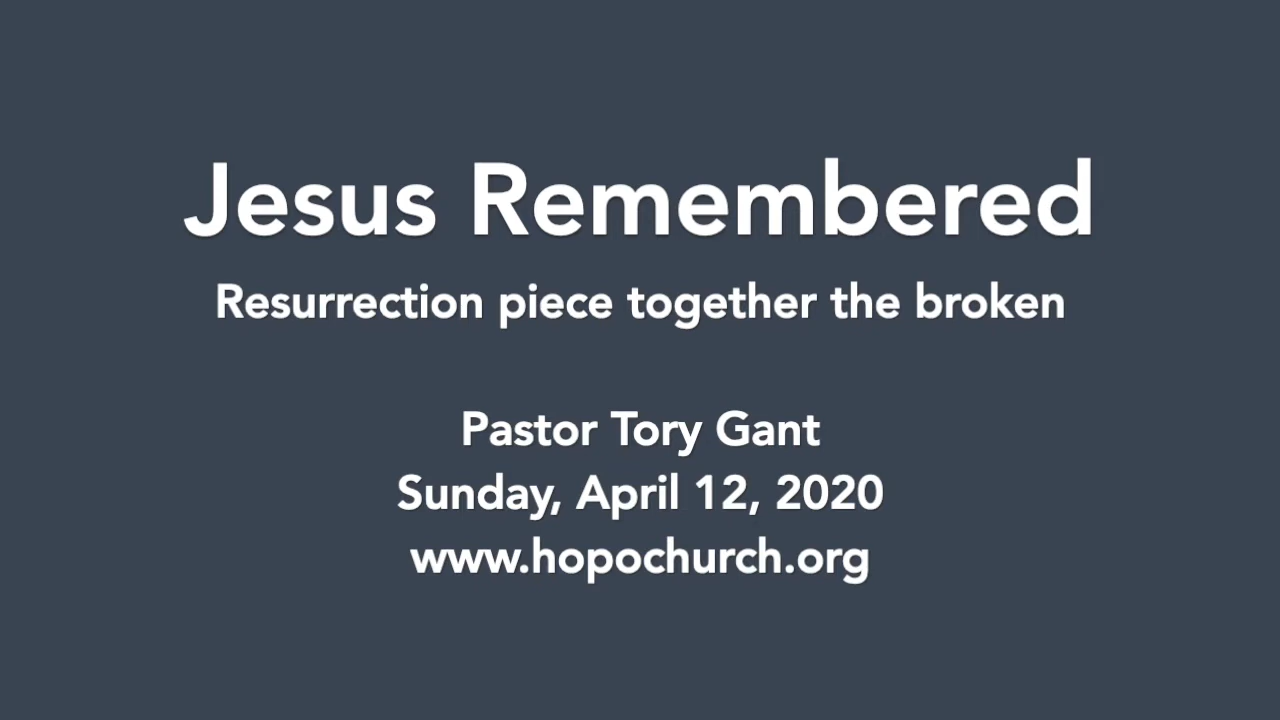 Jesus Remembered
Resurrection piece together the broken
Pastor Tory Gant
Sunday, April 12, 2020
www.hopochurch.org